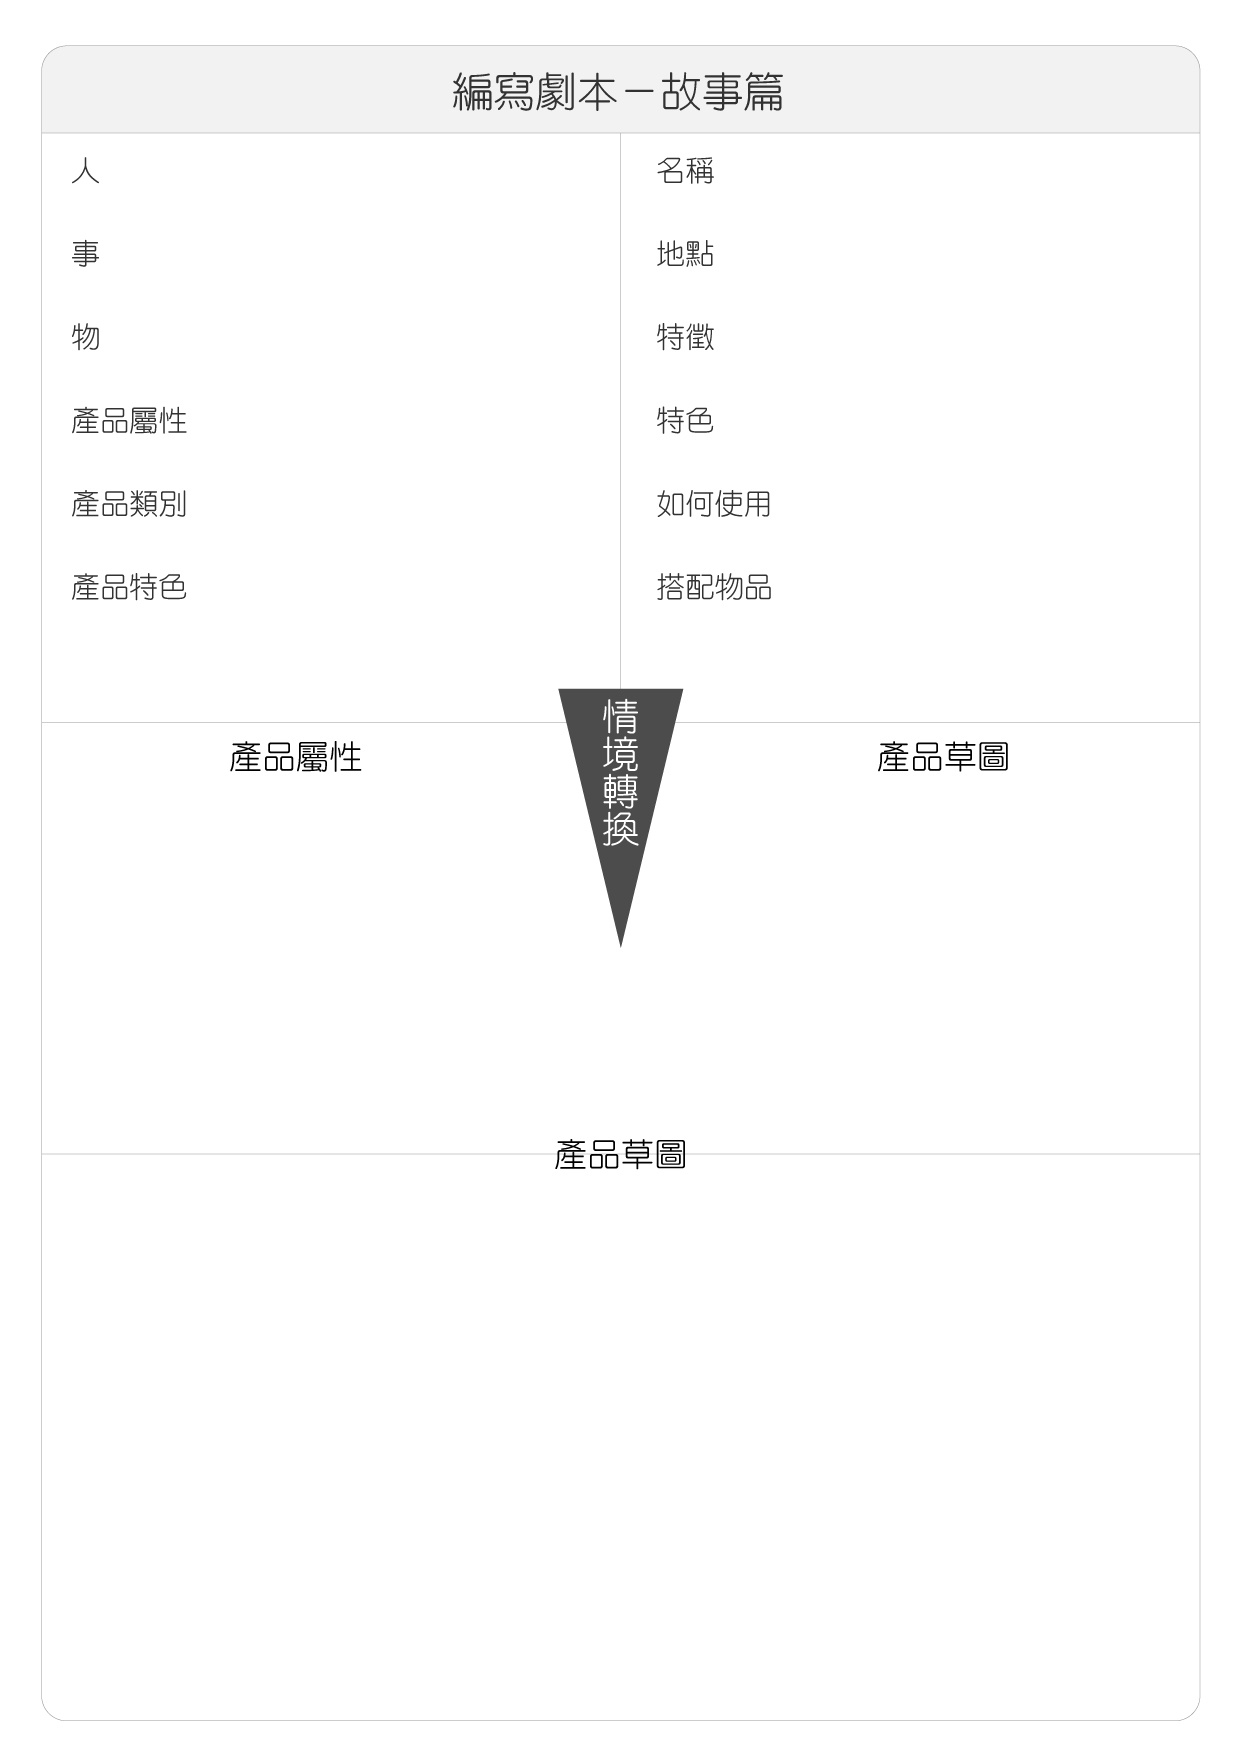 編寫劇本－故事篇
人
事
物
產品屬性
產品類別
產品特色
名稱
地點
特徵
特色
如何使用
搭配物品
情境轉換
產品屬性
產品草圖
產品草圖